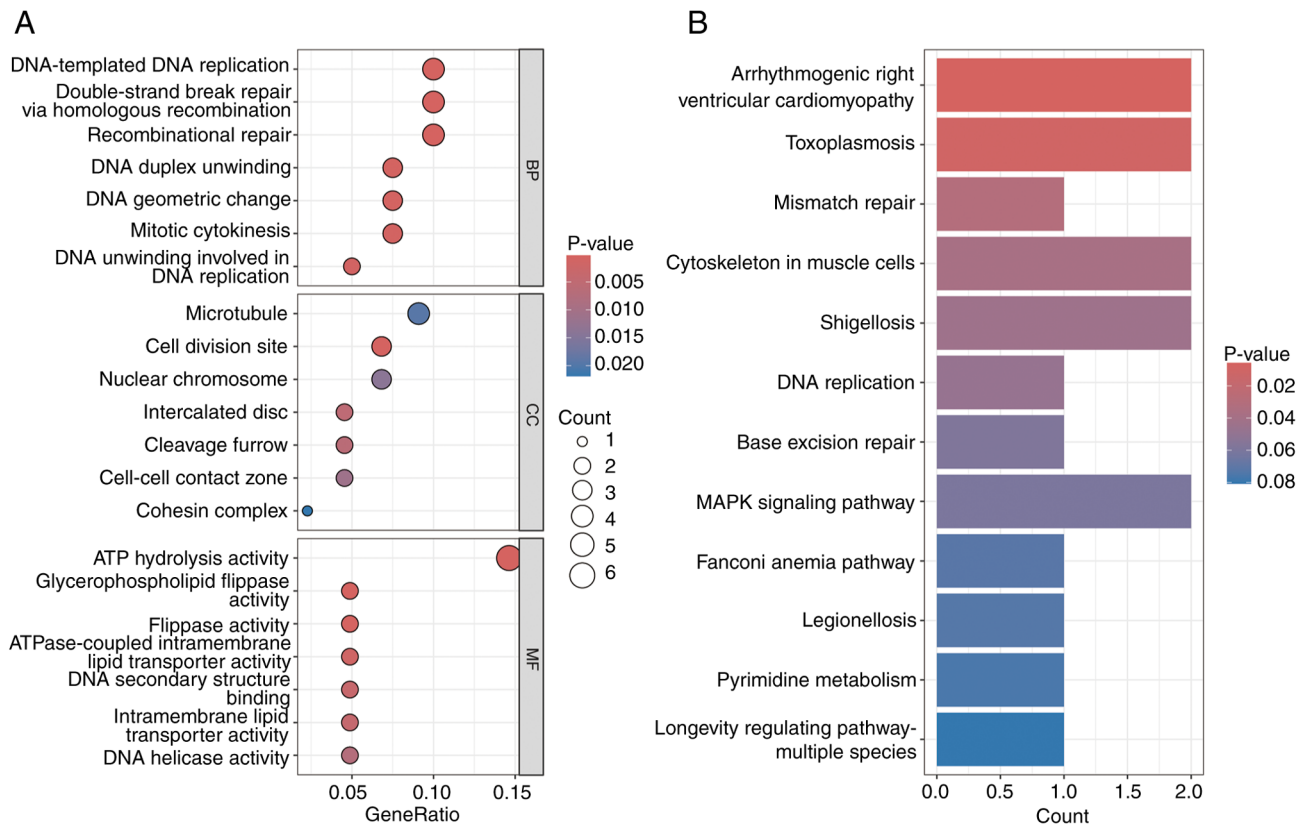 A
DNA-templated DNA replication
Double-strand break repair
via homologous recombination
Recombinational repair
DNA duplex unwinding
DNA geometric change
Mitotic cytokinesis
DNA unwinding involved in
DNA replication
BP
Microtubule
Cell division site
Nuclear chromosome
Intercalated disc
Cleavage furrow
Cell-cell contact zone
Cohesin complex
CC
ATP hydrolysis activity
Glycerophospholipid flippase
activity
Flippase activity
ATPase-coupled intramembrane
lipid transporter activity
DNA secondary structure
binding
Intramembrane lipid
transporter activity
DNA helicase activity
MF
0.05 0.10 0.15
GeneRatio
P-value
0.005
0.010
0.015
0.020
Count
1
2
3
4
5
6
B
Arrhythmogenic right
ventricular cardiomyopathy
Toxoplasmosis
Mismatch repair
Cytoskeleton in muscle cells
Shigellosis
DNA replication
Base excision repair
MAPK signaling pathway
Fanconi anemia pathway
Legionellosis
Pyrimidine metabolism
Longevity regulating pathway-
multiple species
0.0 0.5 1.0 1.5 2.0
Count
P-value
0.02
0.04
0.06
0.08